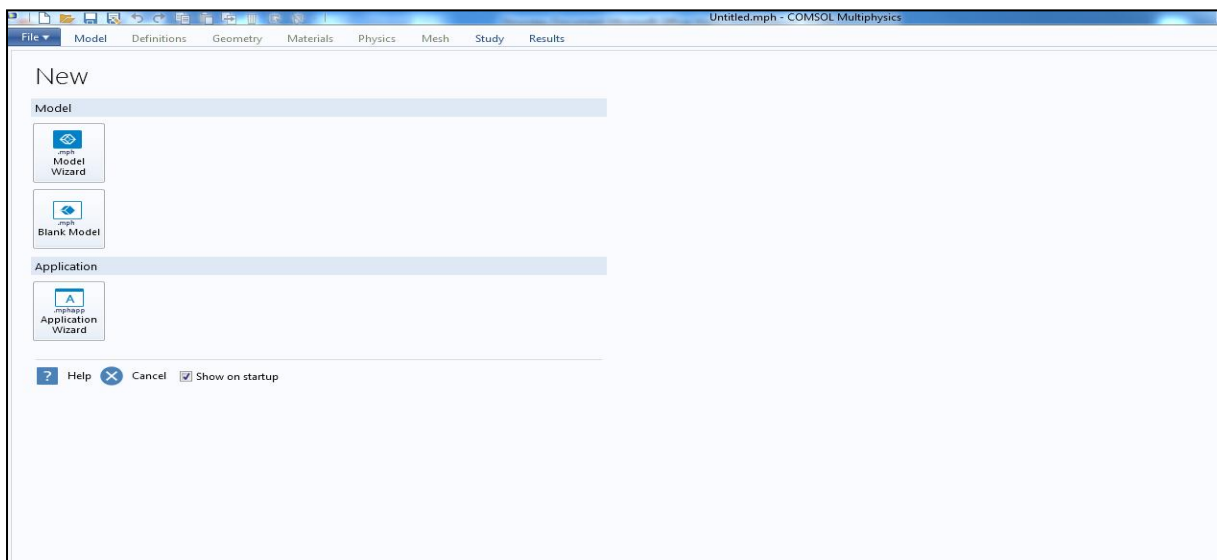 Untitled.mph - COMSOL Multiphysics
File Model Definitions Geometry Materials Physics Mesh Study Results
New
Model
.mph
Model
Wizard
.mph
Blank Model
Application
A
.mphapp
Application
Wizard
? Help Cancel Show on startup